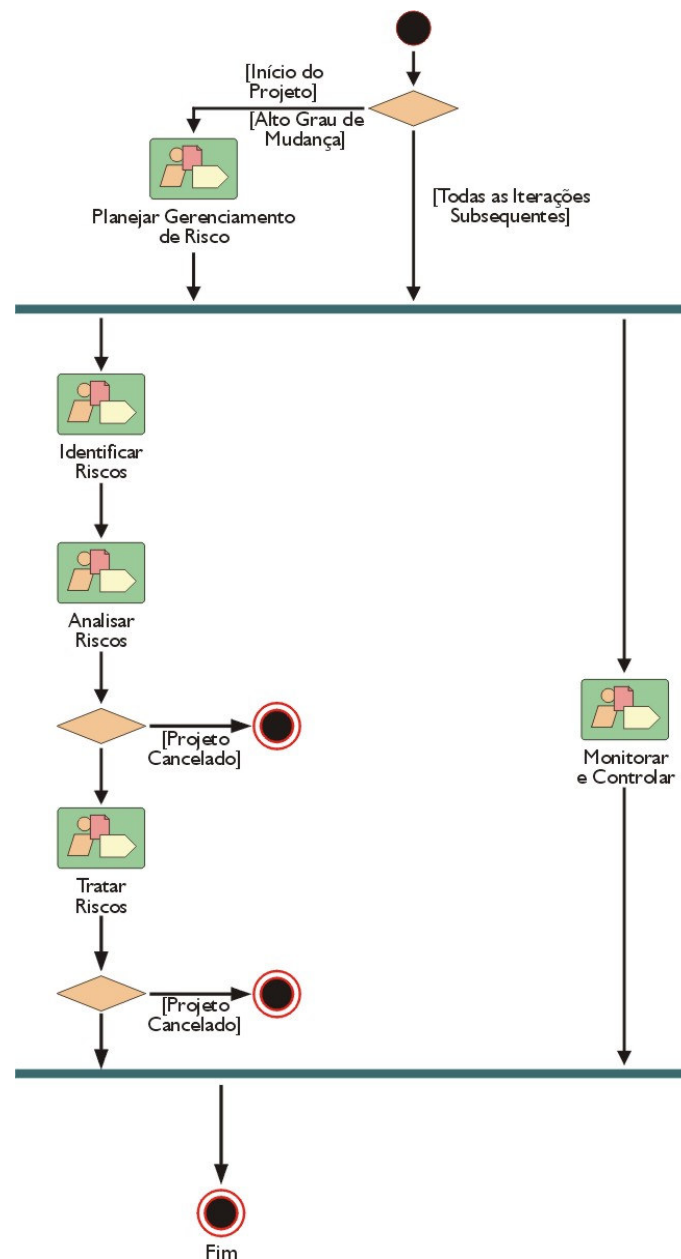 [Início do
Projeto]
[Alto Grau de
Mudança]
Planejar Gerenciamento
de Risco
[Todas as Iterações
Subsequentes]
Identificar
Riscos
Analisar
Riscos
[Projeto
Cancelado]
Monitorar
e Controlar
Tratar
Riscos
[Projeto
Cancelado]
Fim